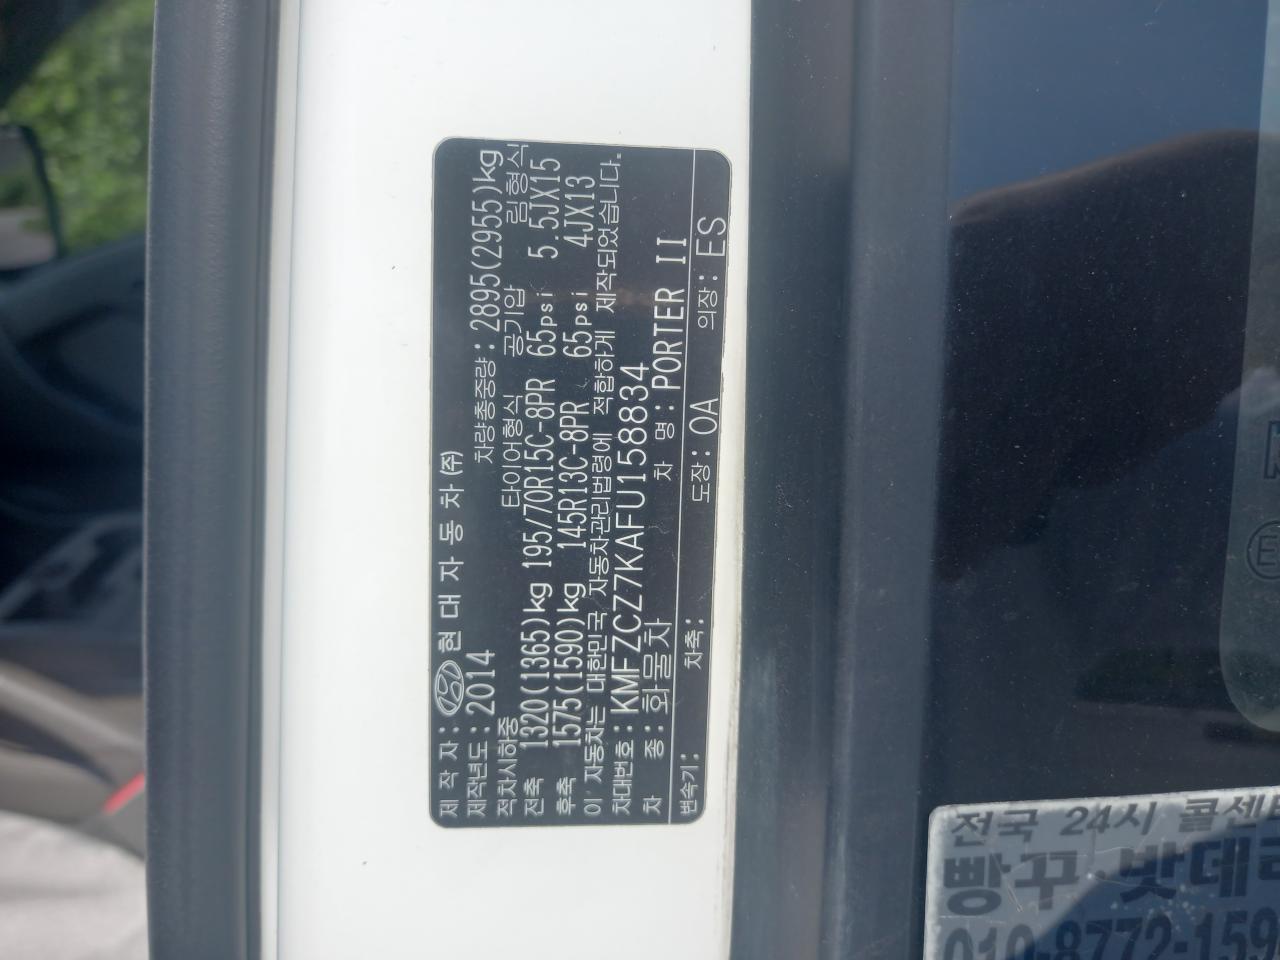 제 작 자: 현 대 자 동 차 (주)
제작년도: 2014 차량총중량: 2895(2955)kg
적차시하중 타이어형식 공기압 림형식
전축 1320(1365)kg 195/70R15C-8PR 65psi 5.5JX15
후축 1575(1590)kg 145R13C-8PR 65psi 4JX13
이 자동차는 대한민국 자동차관리법령에 적합하게 제작되었습니다.
차대번호: KMFZCZ7KAFU158834
차 종: 화물차 차 명: PORTER II
변속기: 차축: 도장: OA 의장: ES
전국 24시 콜센터
빵꾸·밧데리
010-8772-159